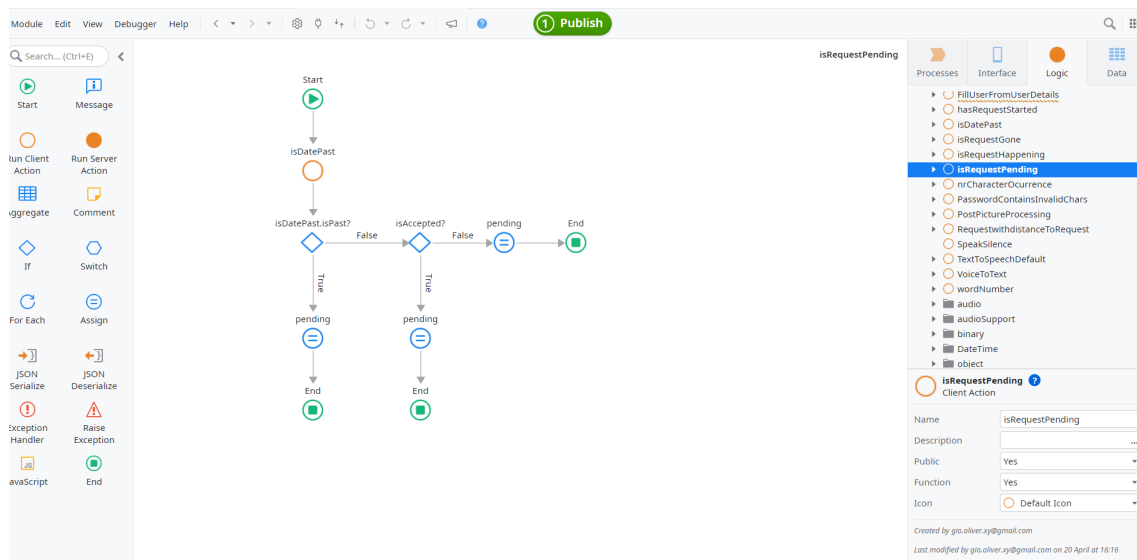 Module Edit View Debugger Help
1 Publish
Search... (Ctrl+E)
Start
Message
Run Client Action
Run Server Action
Aggregate
Comment
If
Switch
For Each
Assign
JSON Serialize
JSON Deserialize
Exception Handler
Raise Exception
JS
JavaScript
End
isRequestPending
Start
isDatePast
isDatePast.isPast?
False
isAccepted?
False
pending
End
True
True
pending
pending
End
End
Processes
Interface
Logic
Data
FillUserFromUserDetails
hasRequestStarted
isDatePast
isRequestGone
isRequestHappening
isRequestPending
nrCharacterOcurrence
PasswordContainsInvalidChars
PostPictureProcessing
RequestwithdistanceToRequest
SpeakSilence
TextToSpeechDefault
VoiceToText
wordNumber
audio
audioSupport
binary
DateTime
object
isRequestPending ?
Client Action
Name isRequestPending
Description ...
Public Yes
Function Yes
Icon Default Icon
Created by gio.oliver.xy@gmail.com
Last modified by gio.oliver.xy@gmail.com on 20 April at 16:16